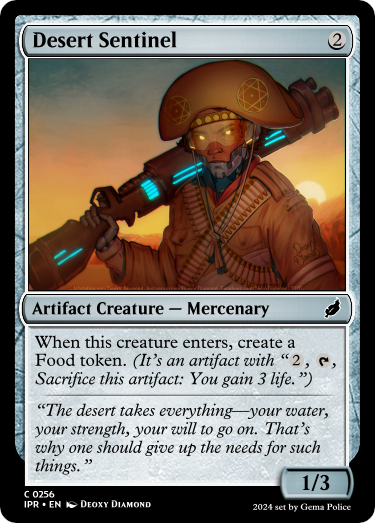 Desert Sentinel 2
Artifact Creature — Mercenary
When this creature enters, create a
Food token. (It's an artifact with “2, ,
Sacrifice this artifact: You gain 3 life.”)
“The desert takes everything—your water,
your strength, your will to go on. That's
why one should give up the needs for such
things.”
1/3
C 0256
IPR • EN Deoxy Diamond
2024 set by Gema Police